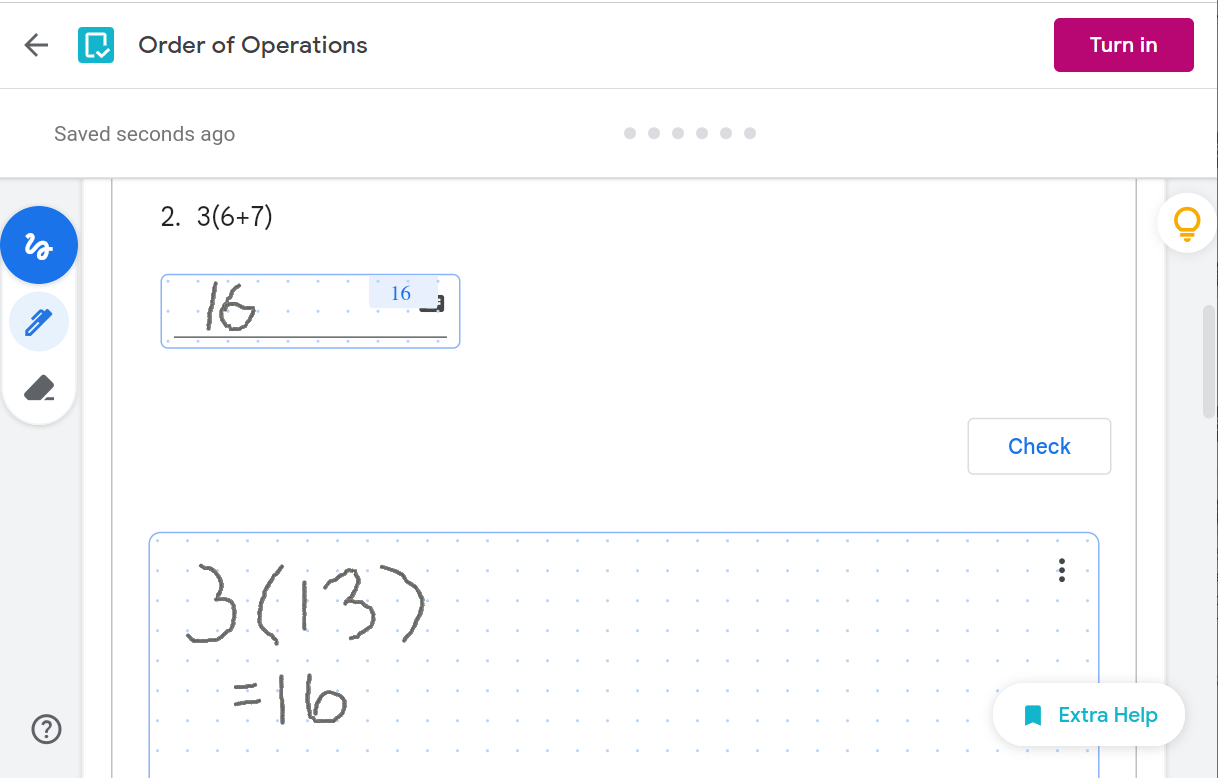 Order of Operations
Turn in
Saved seconds ago
2. 3(6+7)
16
16
Check
3(13)
=16
Extra Help